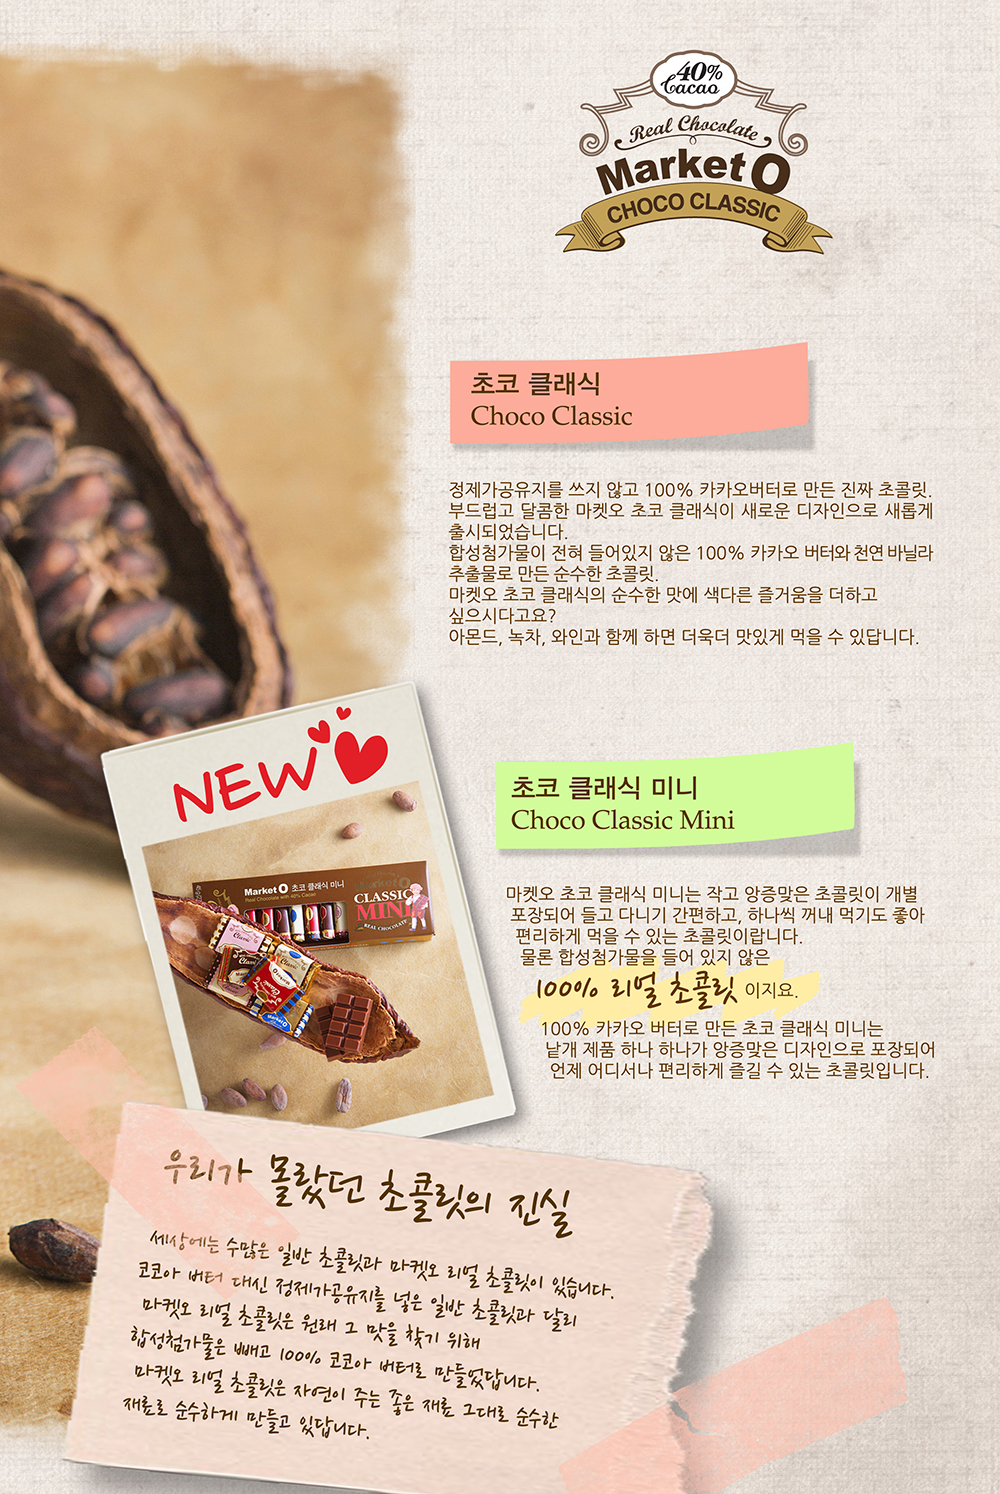 40%
Cacao
Real Chocolate
Market O
CHOCO CLASSIC
초코 클래식
Choco Classic
정제가공유지를 쓰지 않고 100% 카카오버터로 만든 진짜 초콜릿.
부드럽고 달콤한 마켓오 초코 클래식이 새로운 디자인으로 새롭게
출시되었습니다.
합성첨가물이 전혀 들어있지 않은 100% 카카오 버터와 천연 바닐라
추출물로 만든 순수한 초콜릿.
마켓오 초코 클래식의 순수한 맛에 색다른 즐거움을 더하고
싶으시다고요?
아몬드, 녹차, 와인과 함께 하면 더욱더 맛있게 먹을 수 있답니다.
NEW
Market O 초코 클래식 미니
Real Chocolate with 40% Cacao
Market O
CLASSIC
MINI
REAL CHOCOLATE
초코 클래식 미니
Choco Classic Mini
마켓오 초코 클래식 미니는 작고 앙증맞은 초콜릿이 개별
포장되어 들고 다니기 간편하고, 하나씩 꺼내 먹기도 좋아
편리하게 먹을 수 있는 초콜릿이랍니다.
물론 합성첨가물을 들어 있지 않은
100% 리얼 초콜릿 이지요.
100% 카카오 버터로 만든 초코 클래식 미니는
낱개 제품 하나 하나가 앙증맞은 디자인으로 포장되어
언제 어디서나 편리하게 즐길 수 있는 초콜릿입니다.
우리가 몰랐던 초콜릿의 진실
세상에는 수많은 일반 초콜릿과 마켓오 리얼 초콜릿이 있습니다.
코코아 버터 대신 정제가공유지를 넣은 일반 초콜릿과 달리
마켓오 리얼 초콜릿은 원래 그 맛을 찾기 위해
합성첨가물은 빼고 100% 코코아 버터로 만들었답니다.
마켓오 리얼 초콜릿은 자연이 주는 좋은 재료 그대로 순수한
재료로 순수하게 만들고 있답니다.